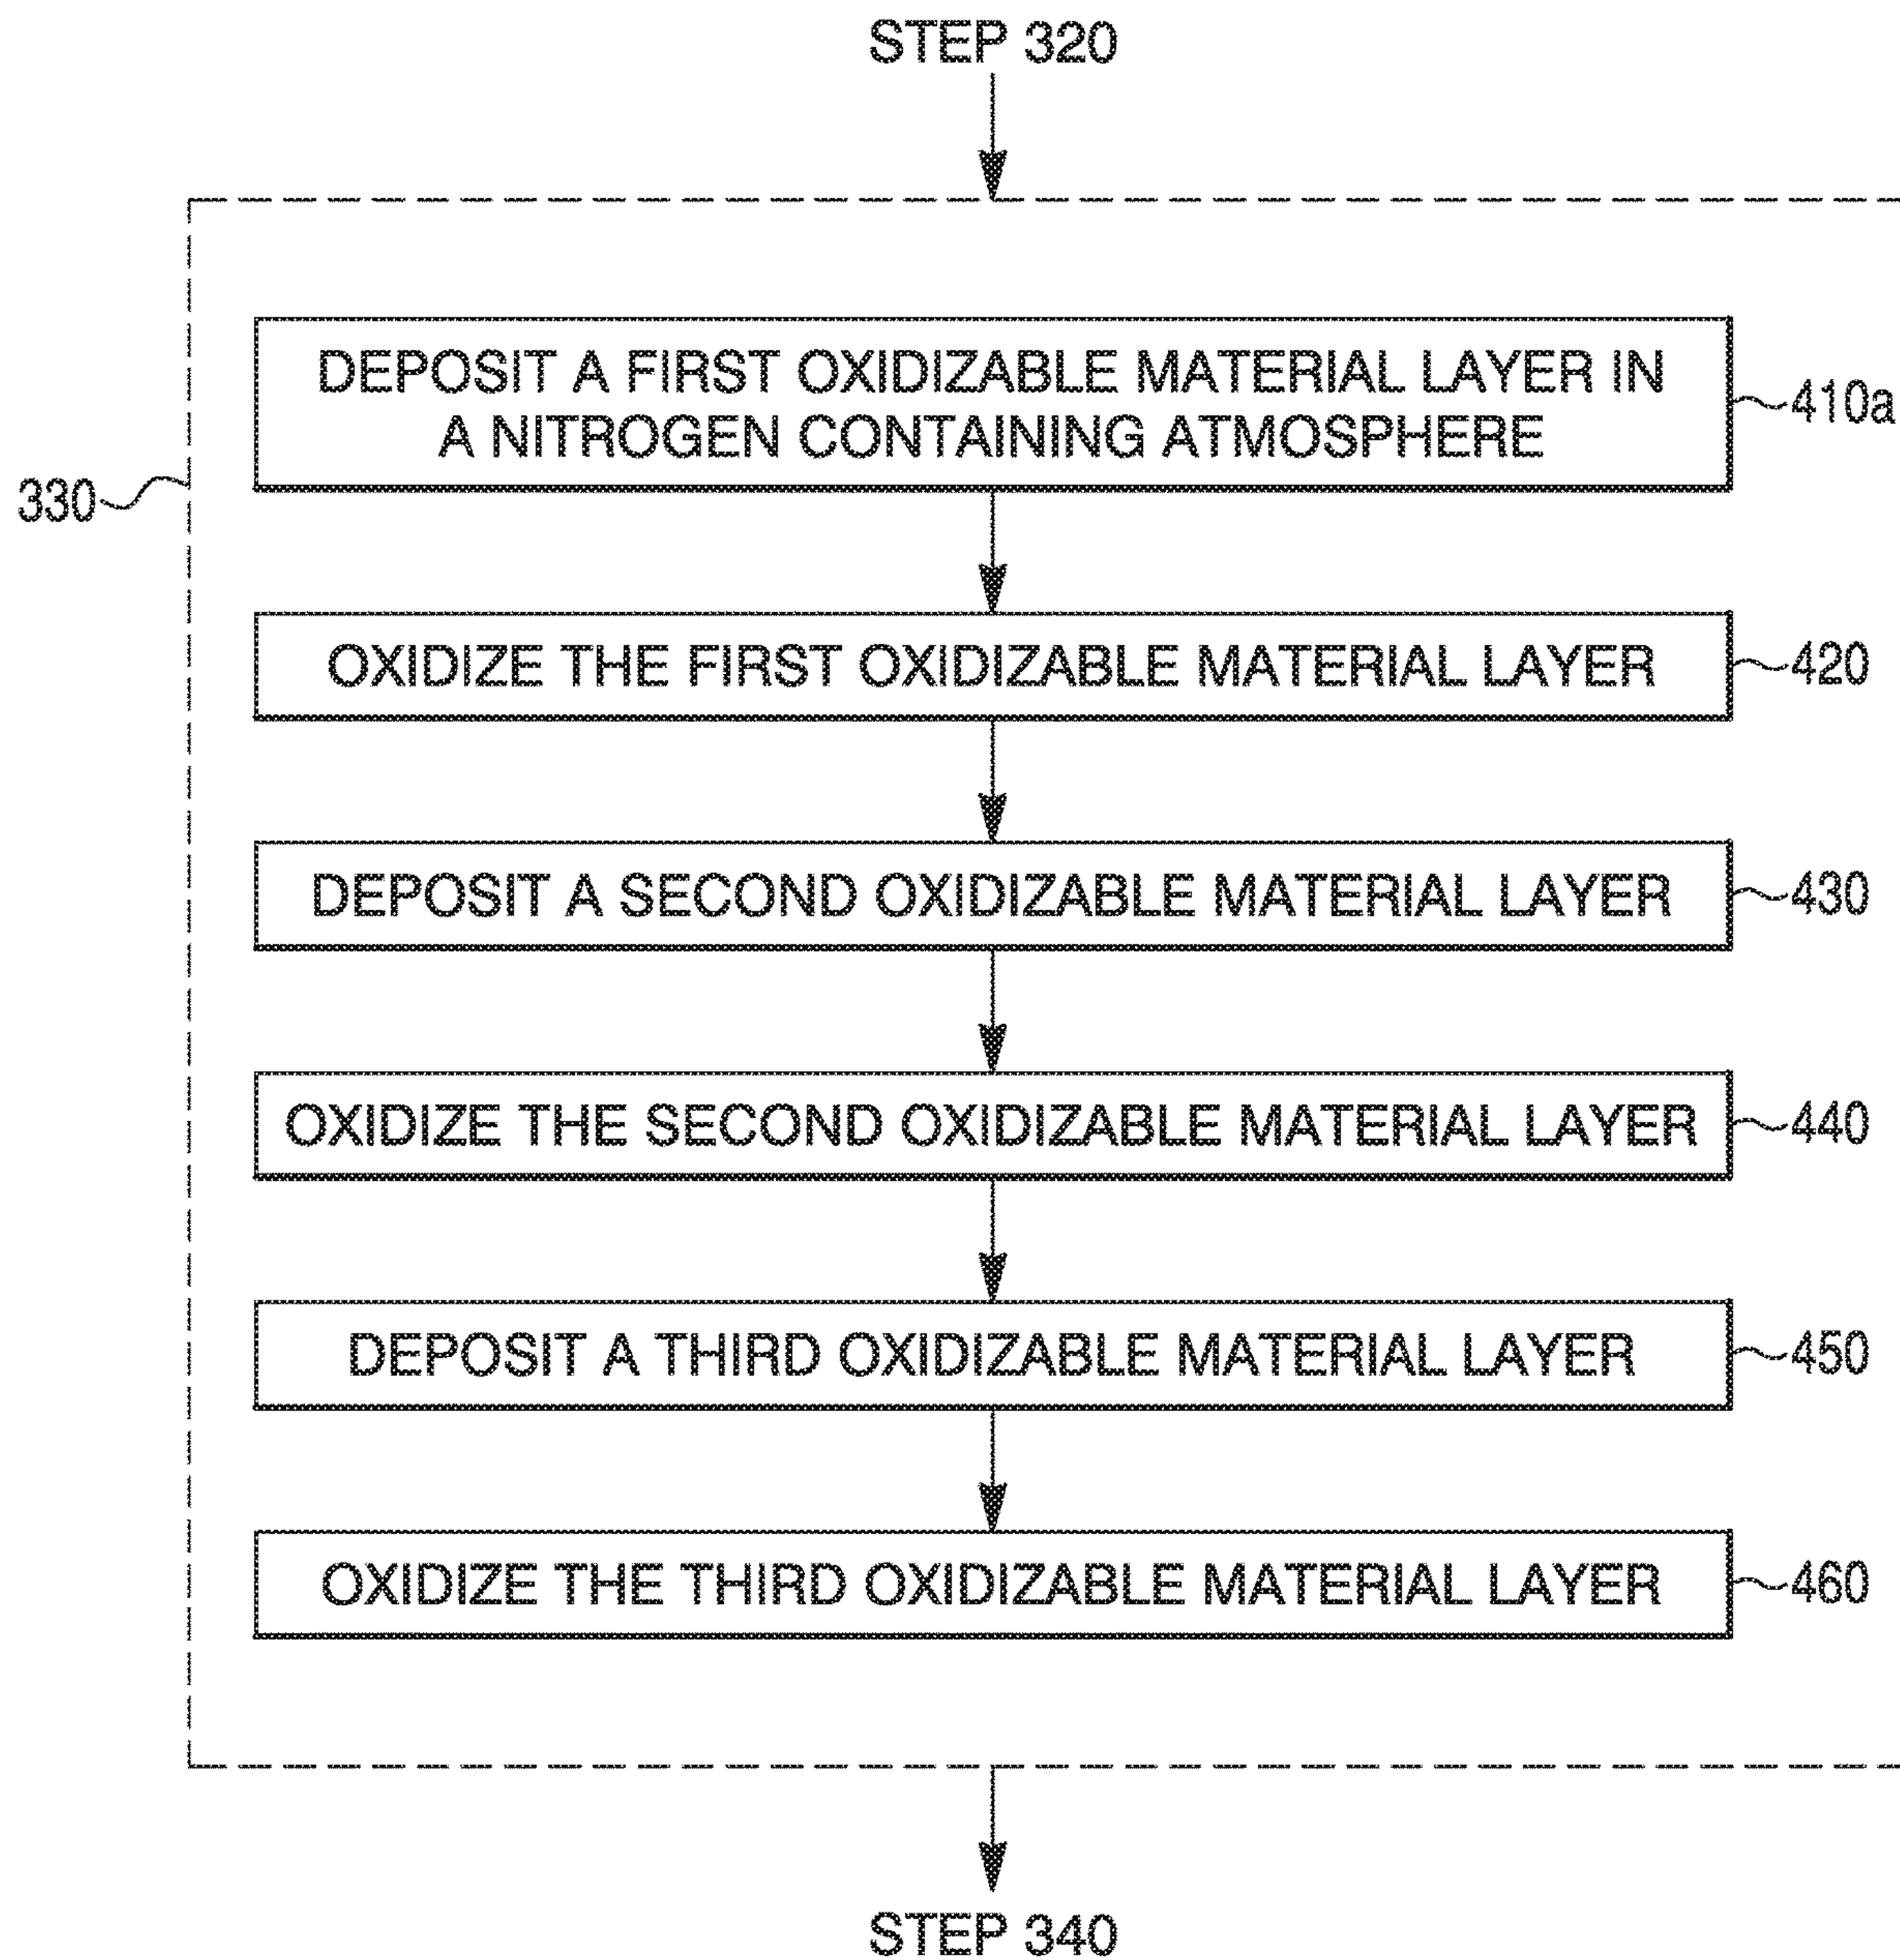 STEP 320
DEPOSIT A FIRST OXIDIZABLE MATERIAL LAYER IN
A NITROGEN CONTAINING ATMOSPHERE
410a
330
OXIDIZE THE FIRST OXIDIZABLE MATERIAL LAYER
420
DEPOSIT A SECOND OXIDIZABLE MATERIAL LAYER
430
OXIDIZE THE SECOND OXIDIZABLE MATERIAL LAYER
440
DEPOSIT A THIRD OXIDIZABLE MATERIAL LAYER
450
OXIDIZE THE THIRD OXIDIZABLE MATERIAL LAYER
460
STEP 340